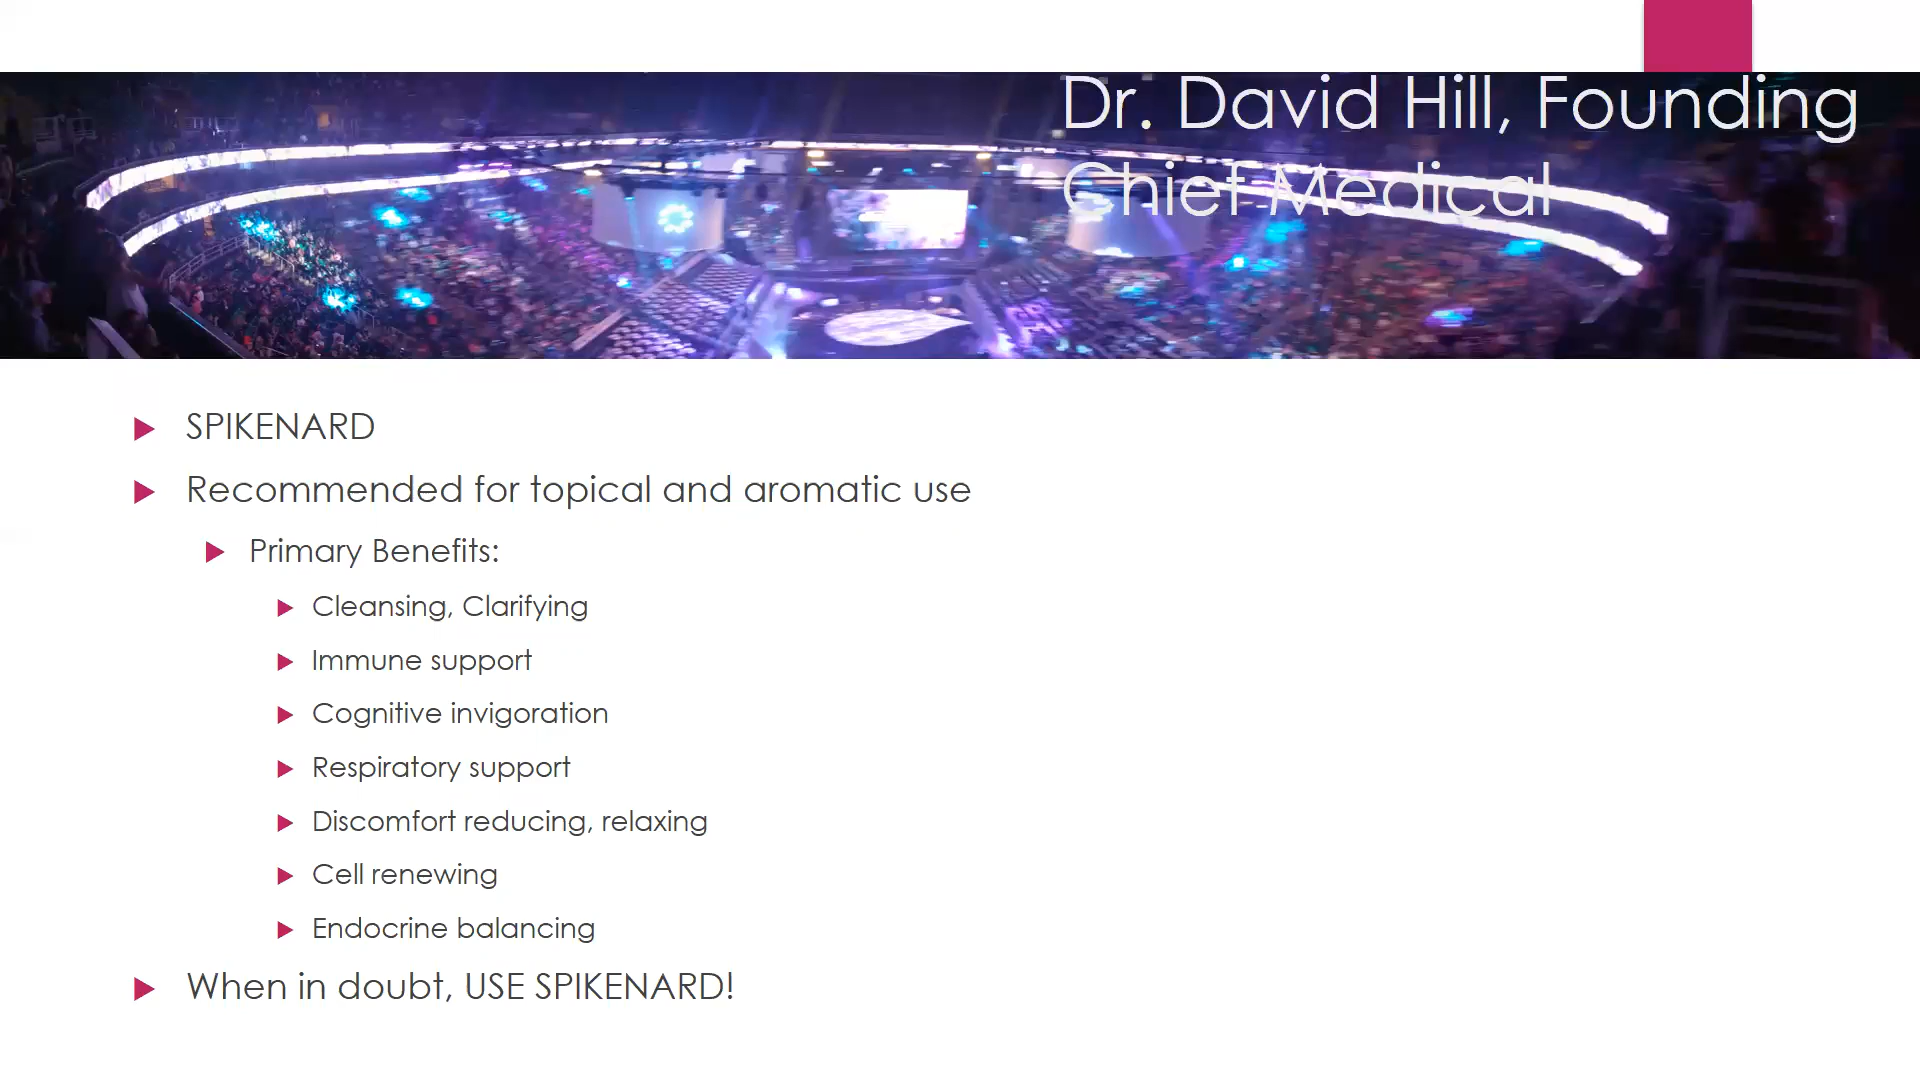 Dr. David Hill, Founding
Chief Medical
SPIKENARD
Recommended for topical and aromatic use
Primary Benefits:
Cleansing, Clarifying
Immune support
Cognitive invigoration
Respiratory support
Discomfort reducing, relaxing
Cell renewing
Endocrine balancing
When in doubt, USE SPIKENARD!